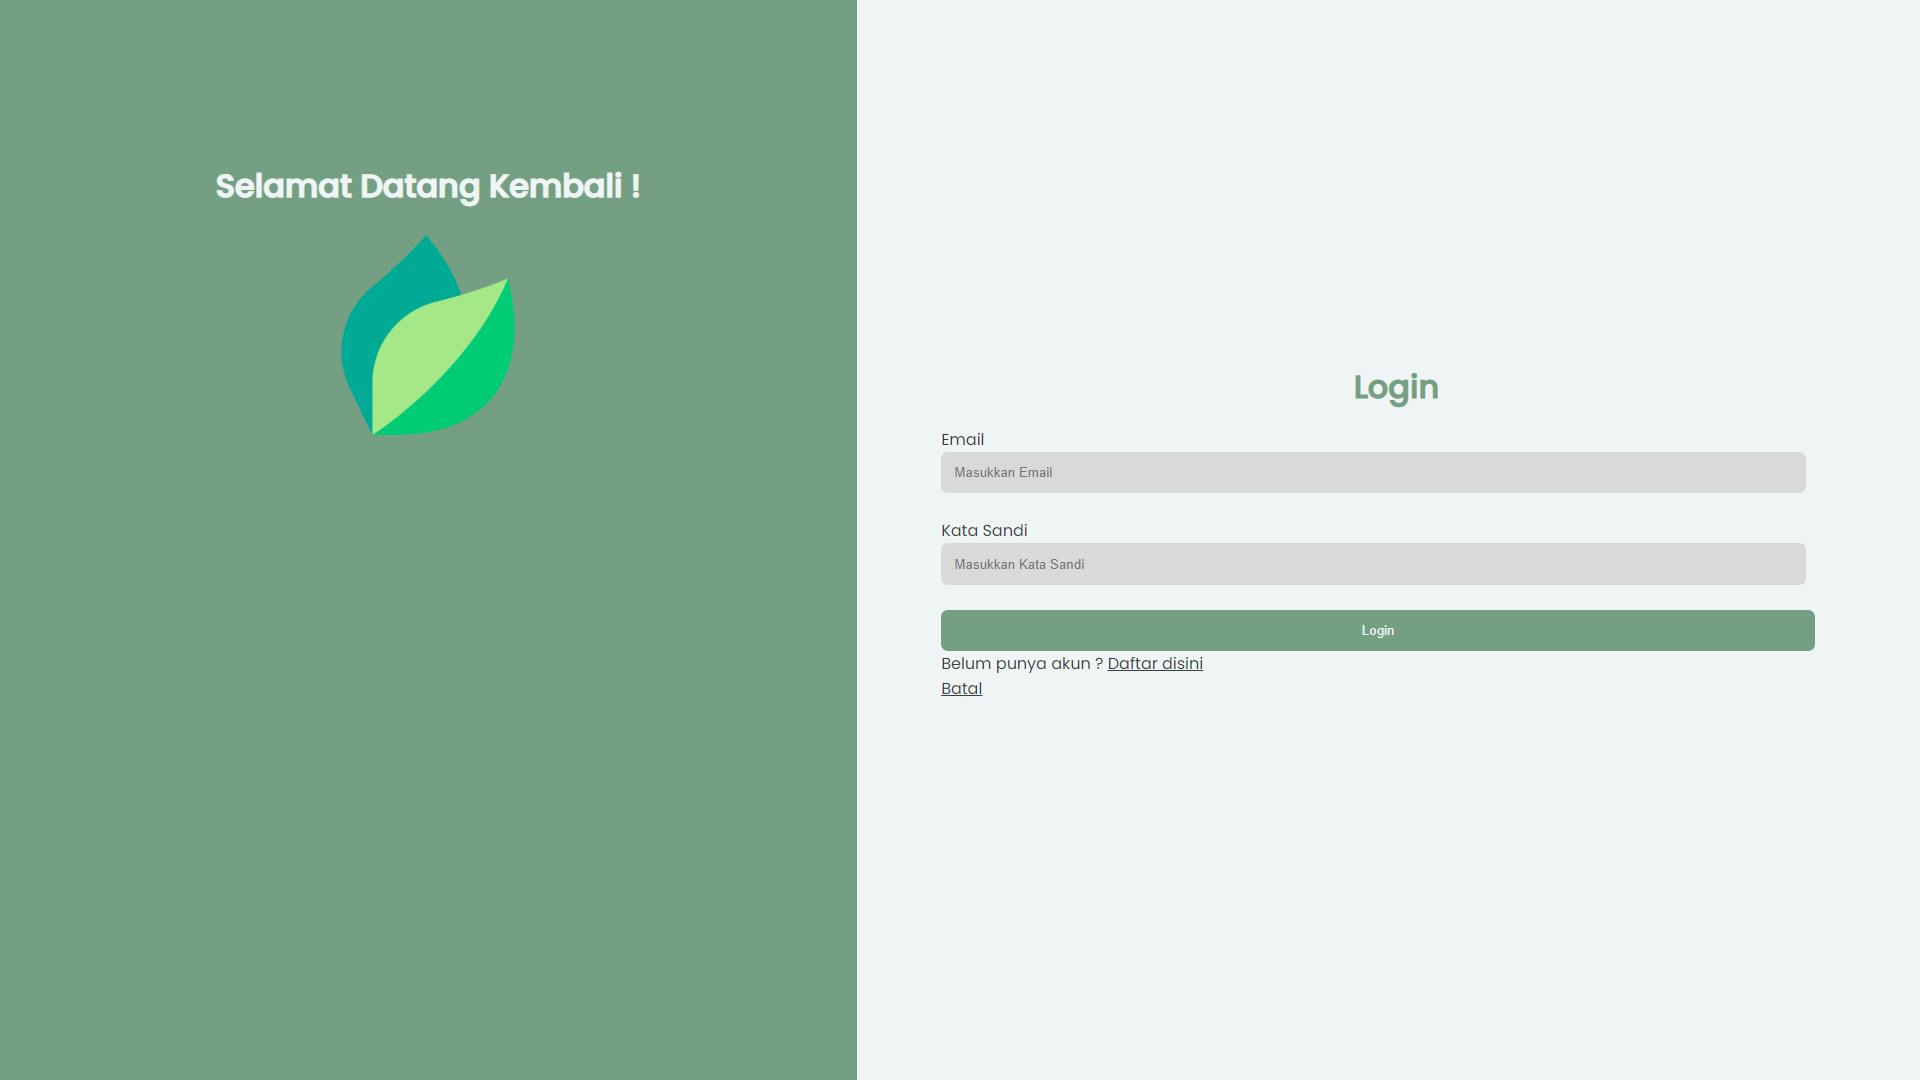 Selamat Datang Kembali !
Login
Email
Masukkan Email
Kata Sandi
Masukkan Kata Sandi
Login
Belum punya akun ? Daftar disini
Batal